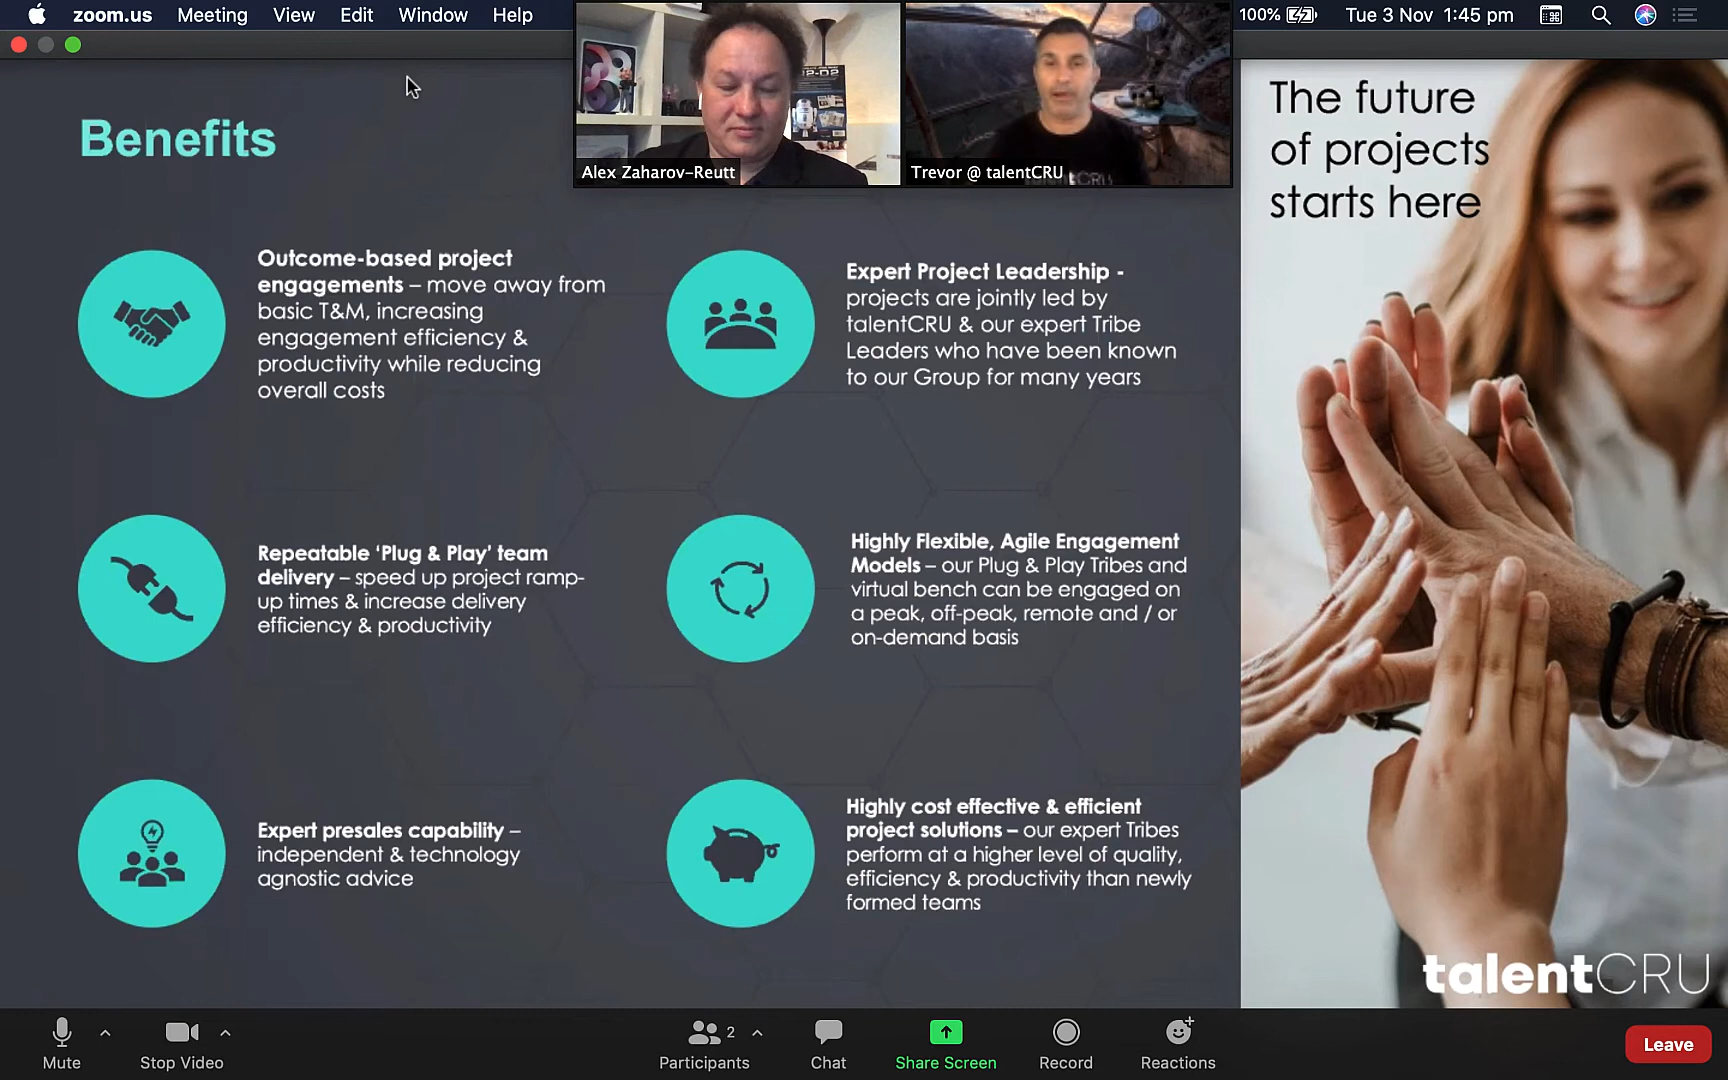 zoom.us Meeting View Edit Window Help
100% Tue 3 Nov 1:45 pm
Alex Zaharov-Reutt
Trevor @ talentCRU
Benefits
Outcome-based project
engagements – move away from
basic T&M, increasing
engagement efficiency &
productivity while reducing
overall costs
Expert Project Leadership -
projects are jointly led by
talentCRU & our expert Tribe
Leaders who have been known
to our Group for many years
Repeatable ‘Plug & Play’ team
delivery – speed up project ramp-
up times & increase delivery
efficiency & productivity
Highly Flexible, Agile Engagement
Models – our Plug & Play Tribes and
virtual bench can be engaged on
a peak, off-peak, remote and / or
on-demand basis
Expert presales capability –
independent & technology
agnostic advice
Highly cost effective & efficient
project solutions – our expert Tribes
perform at a higher level of quality,
efficiency & productivity than newly
formed teams
The future
of projects
starts here
talentCRU
Mute
Stop Video
2
Participants
Chat
Share Screen
Record
Reactions
Leave